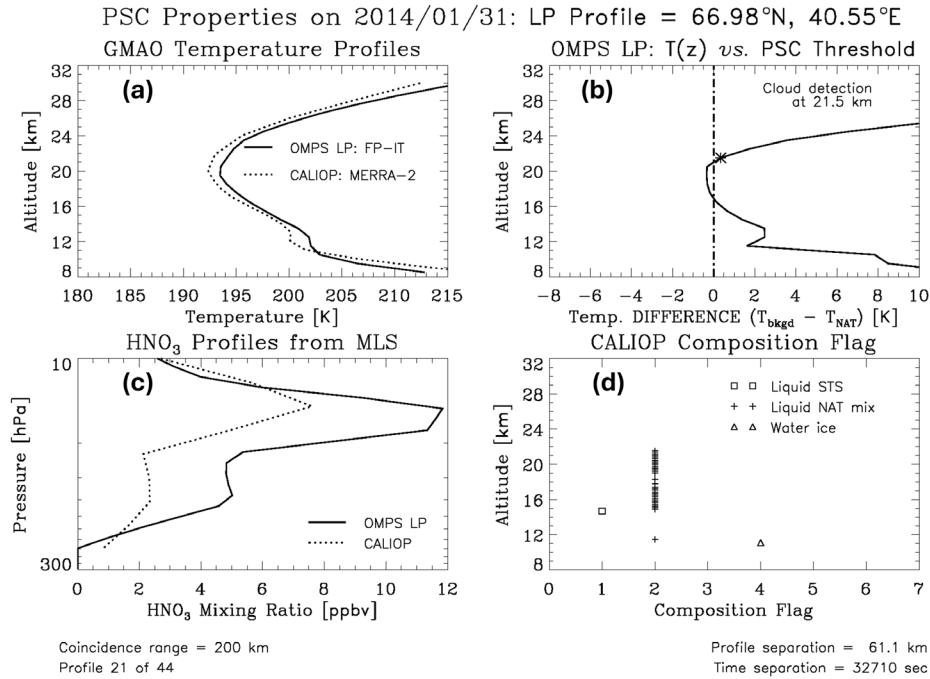 PSC Properties on 2014/01/31: LP Profile = 66.98°N, 40.55°E
GMAO Temperature Profiles
(a)
32
28
24
20
16
12
8
Altitude [km]
OMPS LP: FP-IT
CALIOP: MERRA-2
180 185 190 195 200 205 210 215
Temperature [K]
OMPS LP: T(z) vs. PSC Threshold
(b)
Cloud detection
at 21.5 km
32
28
24
20
16
12
8
Altitude [km]
-8 -6 -4 -2 0 2 4 6 8 10
Temp. DIFFERENCE (T_bkgd - T_NAT) [K]
HNO₃ Profiles from MLS
(c)
10
300
Pressure [hPa]
OMPS LP
CALIOP
0 2 4 6 8 10 12
HNO₃ Mixing Ratio [ppbv]
CALIOP Composition Flag
(d)
Liquid STS
Liquid NAT mix
Water ice
32
28
24
20
16
12
8
Altitude [km]
0 1 2 3 4 5 6 7
Composition Flag
Coincidence range = 200 km
Profile 21 of 44
Profile separation = 61.1 km
Time separation = 32710 sec